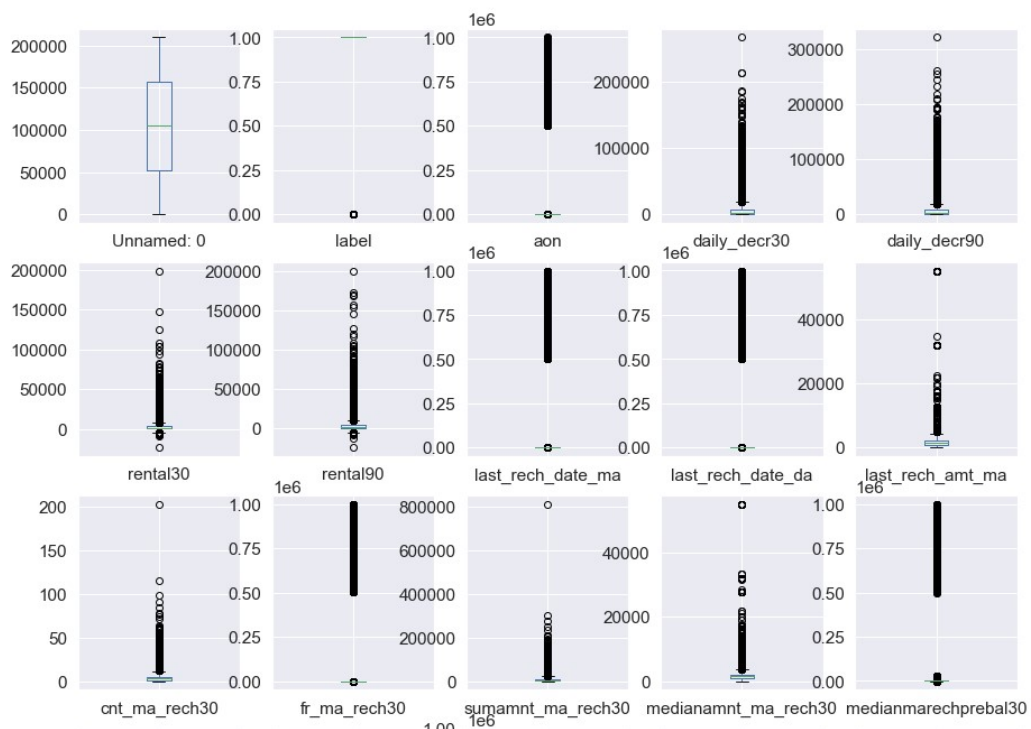 1e6
200000 1.00 1.00 300000
150000 0.75 0.75 200000 200000
100000 0.50 0.50
50000 0.25 0.25 100000 100000
0 0.00 0.00 0 0
Unnamed: 0 label aon daily_decr30 daily_decr90
1e6 1e6
200000 200000 1.00 1.00
150000 150000 0.75 0.75 40000
100000 100000 0.50 0.50
50000 50000 0.25 0.25 20000
0 0 0.00 0.00 0
rental30 rental90 last_rech_date_ma last_rech_date_da last_rech_amt_ma
1e6 1e6
200 1.00 800000 1.00
150 0.75 600000 40000 0.75
100 0.50 400000 0.50
50 0.25 200000 20000 0.25
0 0.00 0 0 0.00
cnt_ma_rech30 fr_ma_rech30 sumamnt_ma_rech30 medianamnt_ma_rech30 medianmarechprebal30
1.00 1e6